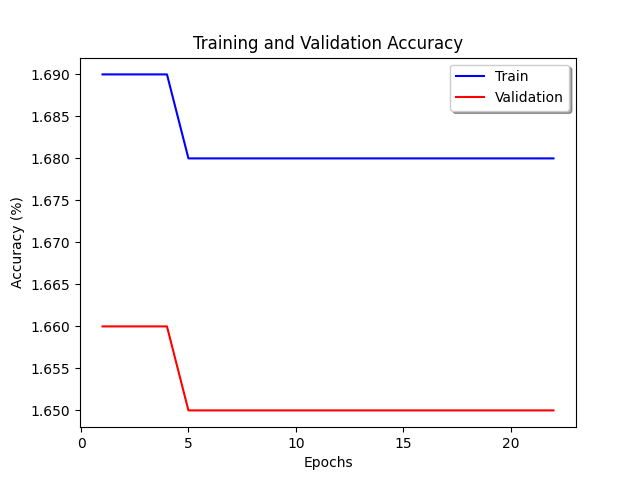 Training and Validation Accuracy
Train
Validation
1.690
1.685
1.680
1.675
1.670
1.665
1.660
1.655
1.650
Accuracy (%)
0 5 10 15 20
Epochs